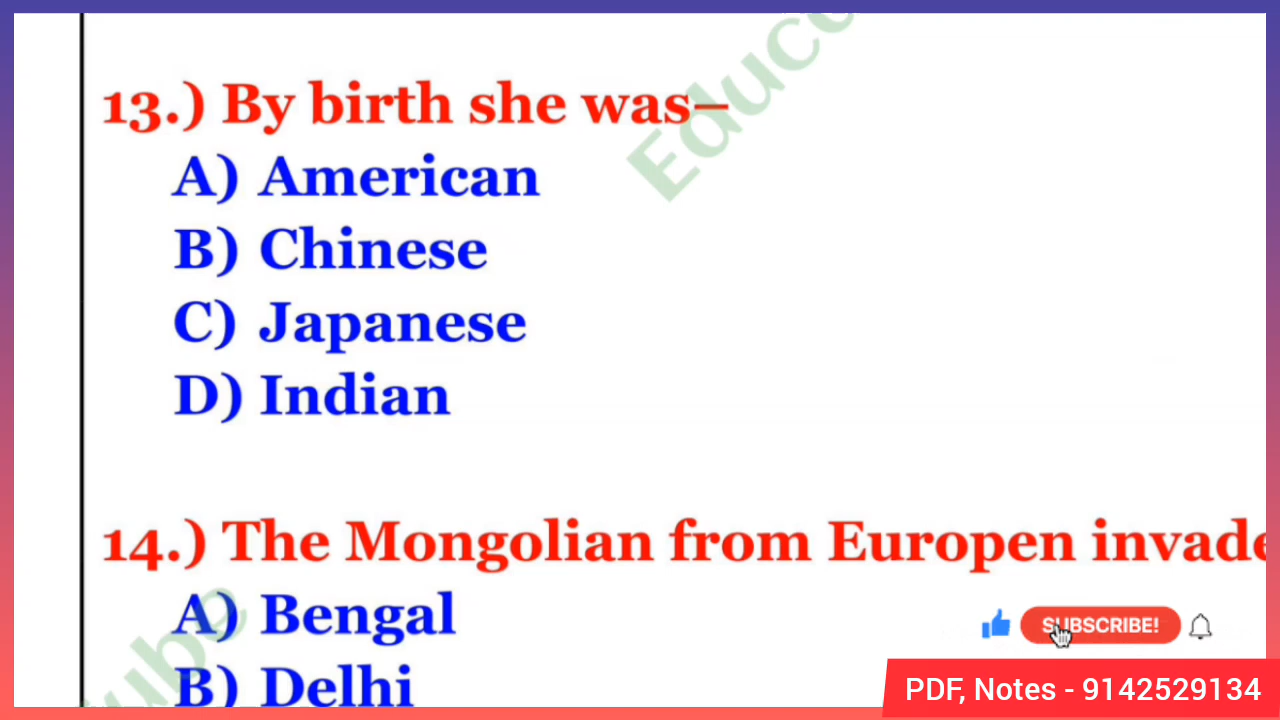 13.) By birth she was–
A) American
B) Chinese
C) Japanese
D) Indian
14.) The Mongolian from Europen invade
A) Bengal
B) Delhi
SUBSCRIBE!
PDF, Notes - 9142529134